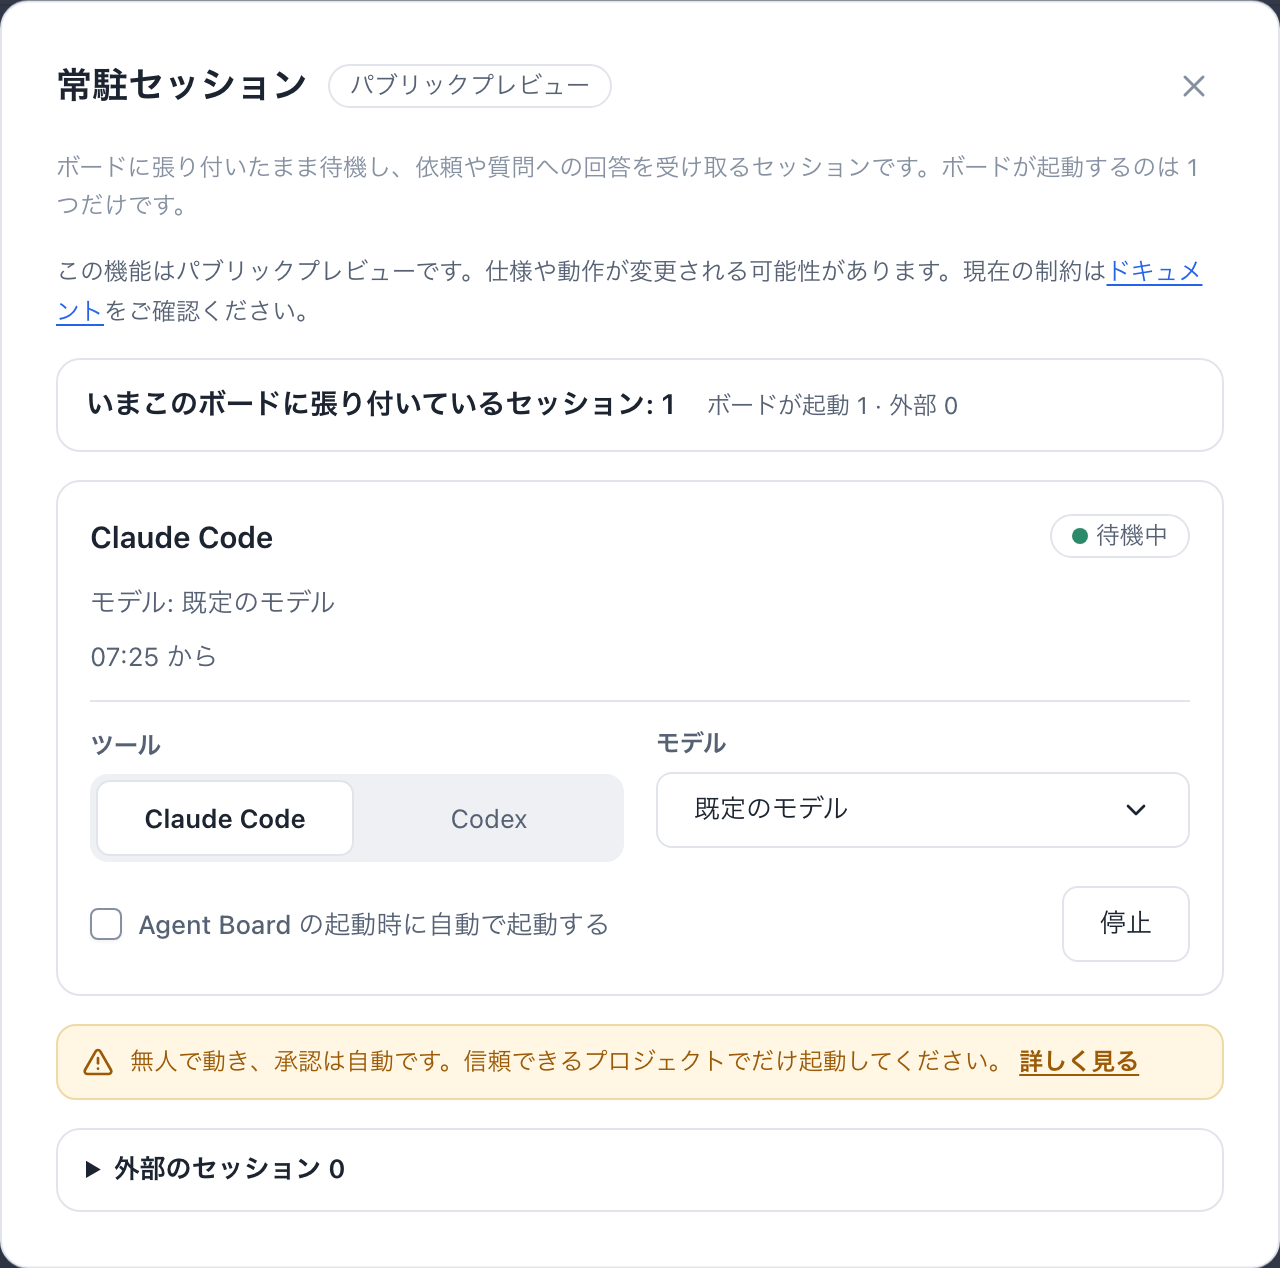 常駐セッション パブリックプレビュー
ボードに張り付いたまま待機し、依頼や質問への回答を受け取るセッションです。ボードが起動するのは 1
つだけです。
この機能はパブリックプレビューです。仕様や動作が変更される可能性があります。現在の制約はドキュメ
ントをご確認ください。
いまこのボードに張り付いているセッション: 1 ボードが起動 1 · 外部 0
Claude Code 待機中
モデル: 既定のモデル
07:25 から
ツール モデル
Claude Code Codex 既定のモデル
Agent Board の起動時に自動で起動する 停止
無人で動き、承認は自動です。信頼できるプロジェクトでだけ起動してください。 詳しく見る
外部のセッション 0